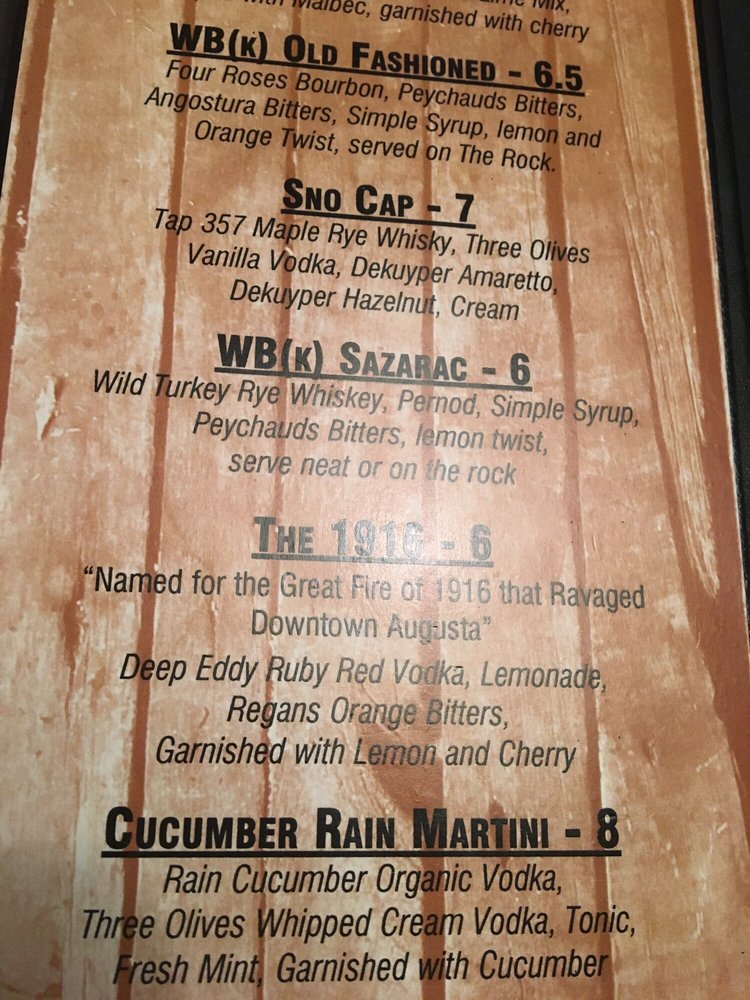 with Malbec, garnished with cherry
WB(K) OLD FASHIONED - 6.5
Four Roses Bourbon, Peychauds Bitters,
Angostura Bitters, Simple Syrup, lemon and
Orange Twist, served on The Rock.
SNO CAP - 7
Tap 357 Maple Rye Whisky, Three Olives
Vanilla Vodka, Dekuyper Amaretto,
Dekuyper Hazelnut, Cream
WB(K) SAZARAC - 6
Wild Turkey Rye Whiskey, Pernod, Simple Syrup,
Peychauds Bitters, lemon twist,
serve neat or on the rock
THE 1916 - 6
“Named for the Great Fire of 1916 that Ravaged
Downtown Augusta”
Deep Eddy Ruby Red Vodka, Lemonade,
Regans Orange Bitters,
Garnished with Lemon and Cherry
CUCUMBER RAIN MARTINI - 8
Rain Cucumber Organic Vodka,
Three Olives Whipped Cream Vodka, Tonic,
Fresh Mint, Garnished with Cucumber